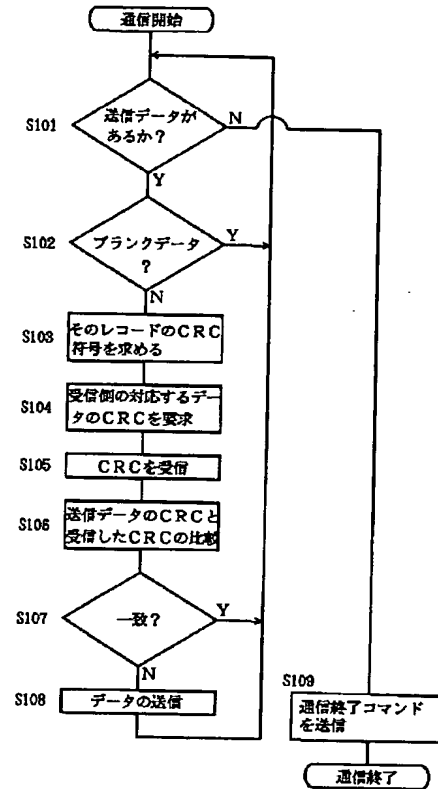 通信開始
S101
送信データが
あるか?
N
Y
S102
ブランクデータ
?
Y
N
S103
そのレコードのCRC
符号を求める
S104
受信側の対応するデー
タのCRCを要求
S105
CRCを受信
S106
送信データのCRCと
受信したCRCの比較
S107
一致?
Y
N
S108
データの送信
S109
通信終了コマンド
を送信
通信終了